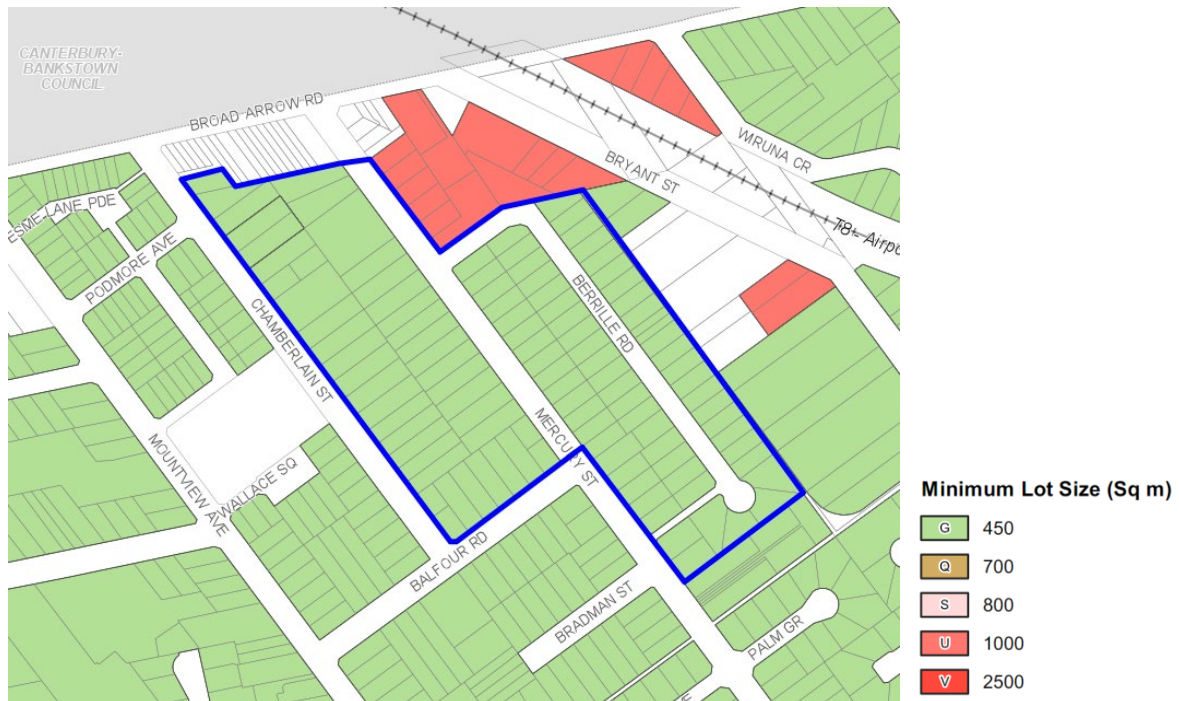 CANTERBURY-
BANKSTOWN
COUNCIL
BROAD ARROW RD
WIRUNA CR
BRYANT ST
T8:- Airpo
ESME LANE PDE
PODMORE AVE
BERRILLE RD
CHAMBERLAIN ST
MERCURY ST
MOUNTVIEW AVE
WALLACE SQ
BALFOUR RD
BRADMAN ST
PALM GR
Minimum Lot Size (Sq m)
G 450
Q 700
S 800
U 1000
V 2500